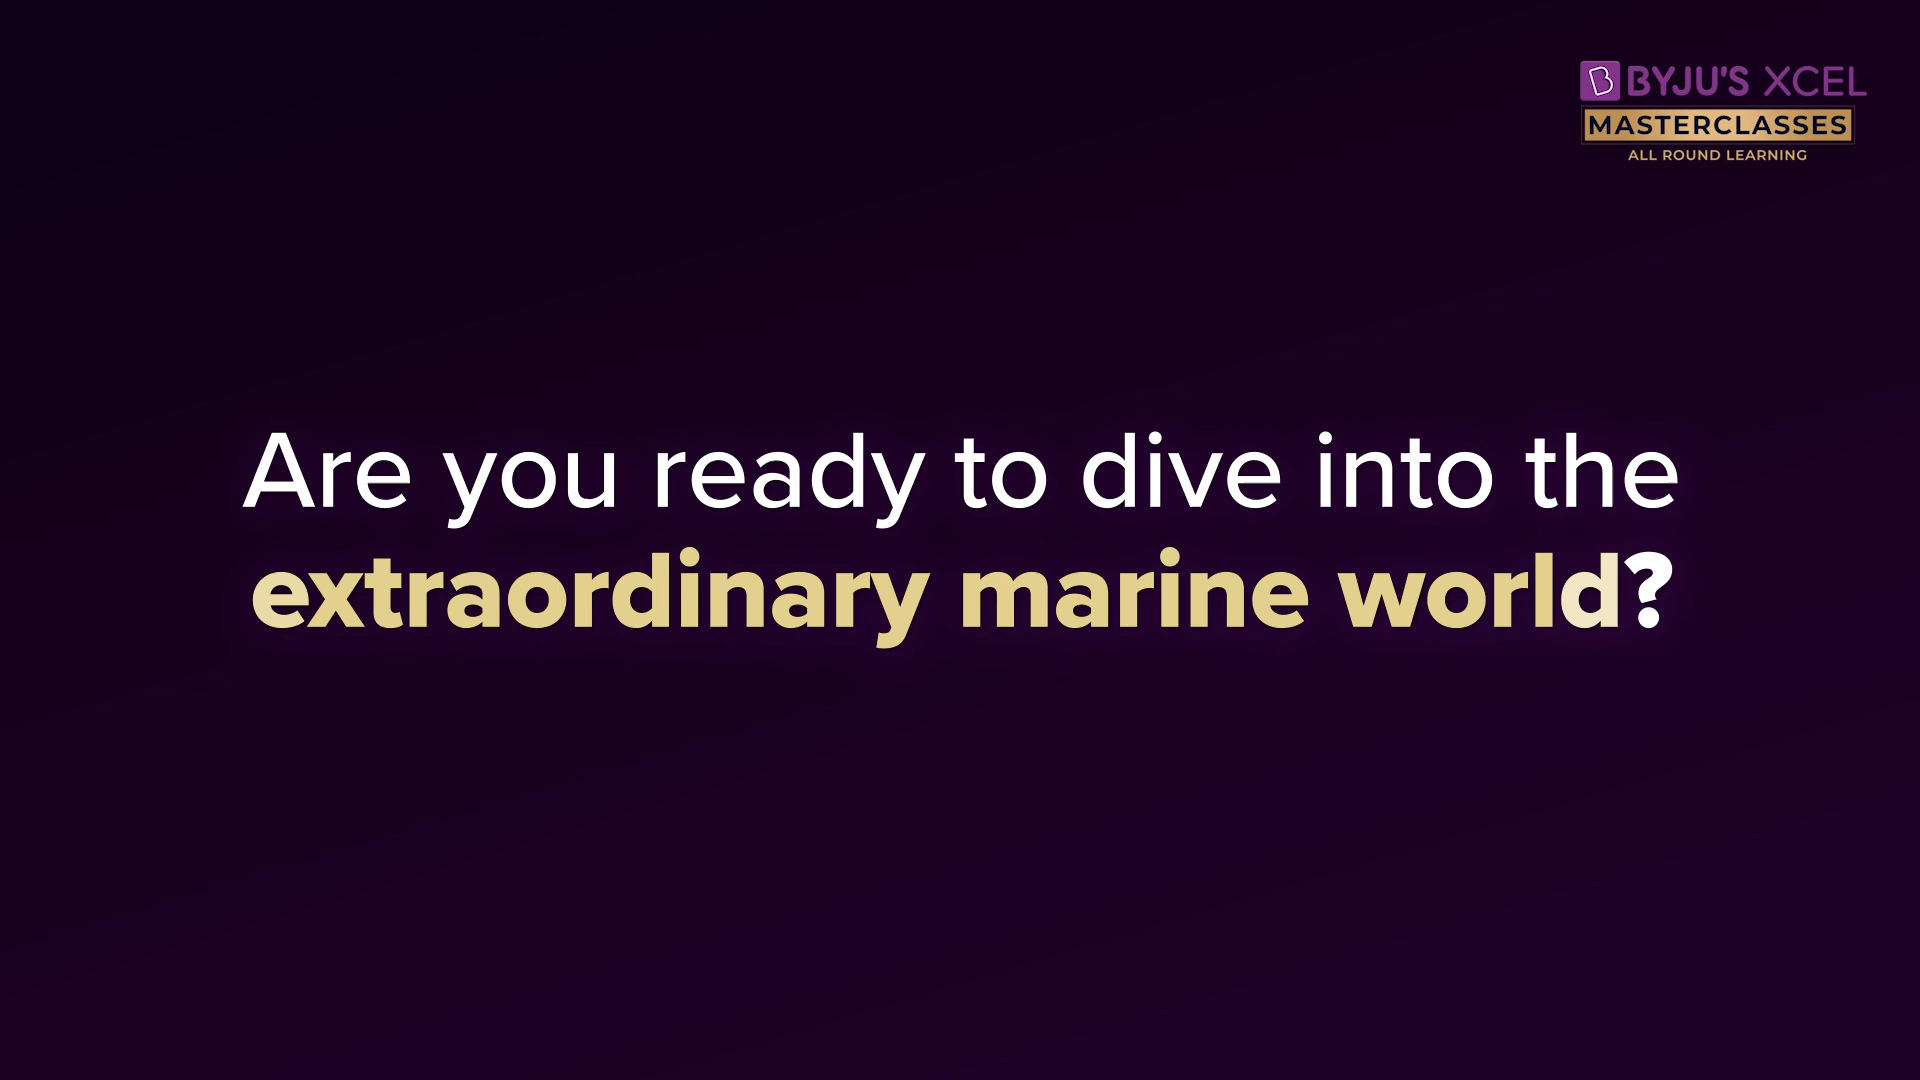 BYJU'S XCEL
MASTERCLASSES
ALL ROUND LEARNING
Are you ready to dive into the
extraordinary marine world?